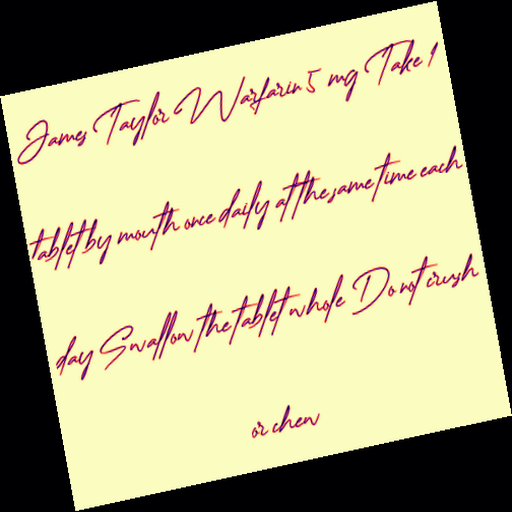 James Taylor Warfarin 5 mg Take 1
tablet by mouth once daily at the same time each
day Swallow the tablet whole Do not crush
or chew